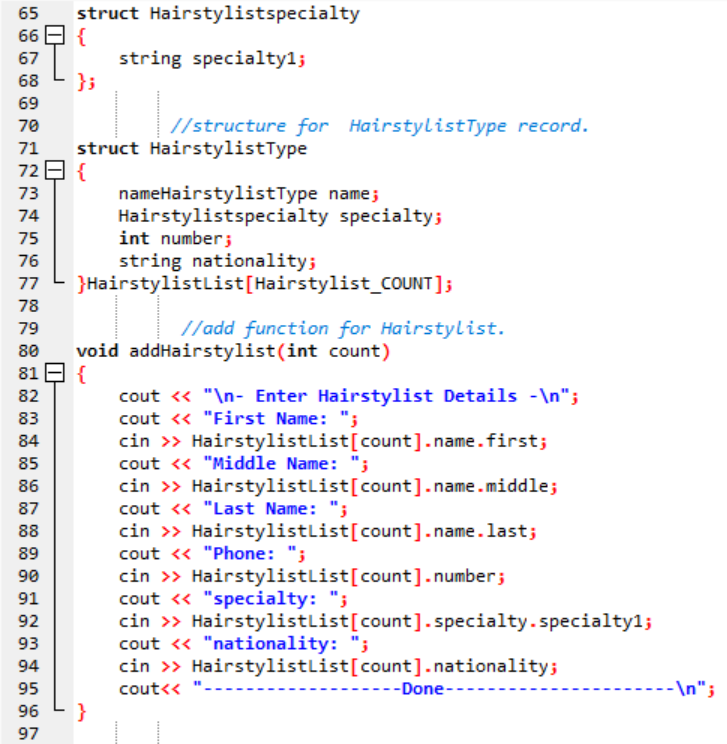 65 struct Hairstylistspecialty
66 {
67 string specialty1;
68 };
69
70 //structure for  HairstylistType record.
71 struct HairstylistType
72 {
73 nameHairstylistType name;
74 Hairstylistspecialty specialty;
75 int number;
76 string nationality;
77 }HairstylistList[Hairstylist_COUNT];
78
79 //add function for Hairstylist.
80 void addHairstylist(int count)
81 {
82 cout << "\n- Enter Hairstylist Details -\n";
83 cout << "First Name: ";
84 cin >> HairstylistList[count].name.first;
85 cout << "Middle Name: ";
86 cin >> HairstylistList[count].name.middle;
87 cout << "Last Name: ";
88 cin >> HairstylistList[count].name.last;
89 cout << "Phone: ";
90 cin >> HairstylistList[count].number;
91 cout << "specialty: ";
92 cin >> HairstylistList[count].specialty.specialty1;
93 cout << "nationality: ";
94 cin >> HairstylistList[count].nationality;
95 cout<< "-------------------Done----------------------\n";
96 }
97